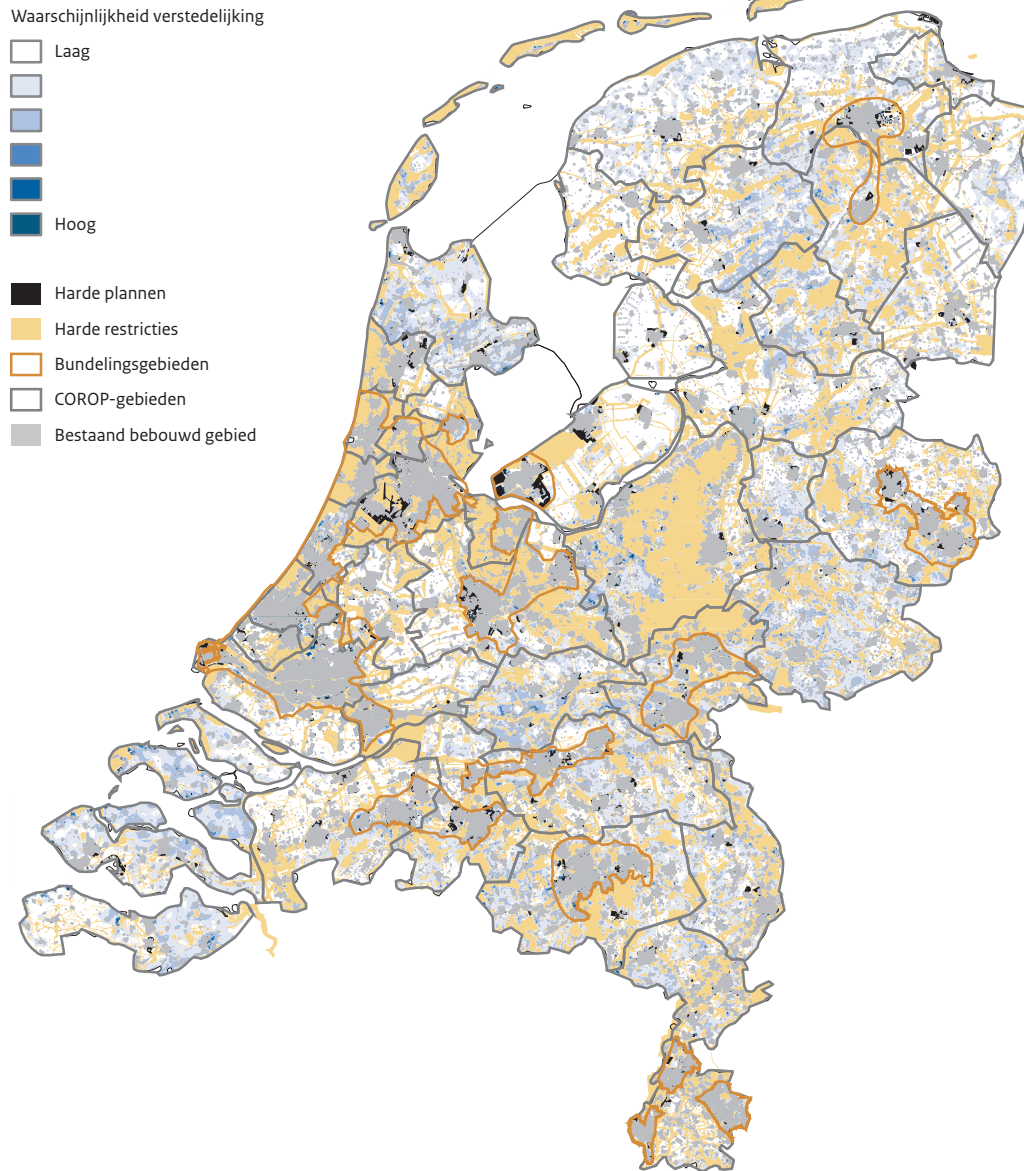 Waarschijnlijkheid verstedelijking
Laag
Hoog
Harde plannen
Harde restricties
Bundelingsgebieden
COROP-gebieden
Bestaand bebouwd gebied